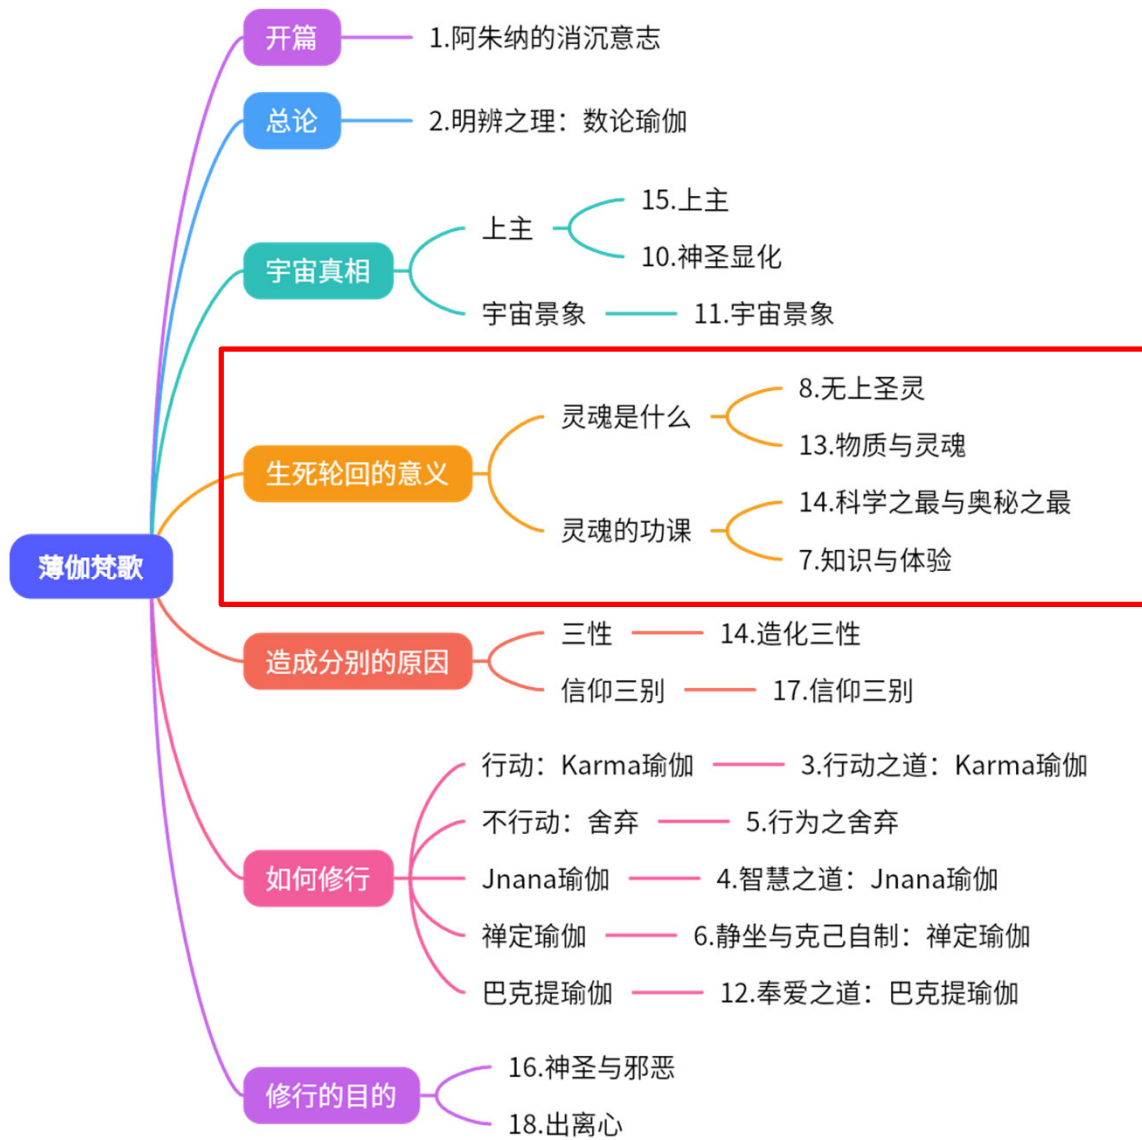 开篇
1.阿朱纳的消沉意志
总论
2.明辨之理：数论瑜伽
宇宙真相
上主
15.上主
10.神圣显化
宇宙景象
11.宇宙景象
生死轮回的意义
灵魂是什么
8.无上圣灵
13.物质与灵魂
灵魂的功课
14.科学之最与奥秘之最
7.知识与体验
薄伽梵歌
造成分别的原因
三性
14.造化三性
信仰三别
17.信仰三别
如何修行
行动：Karma瑜伽
3.行动之道：Karma瑜伽
不行动：舍弃
5.行为之舍弃
Jnana瑜伽
4.智慧之道：Jnana瑜伽
禅定瑜伽
6.静坐与克己自制：禅定瑜伽
巴克提瑜伽
12.奉爱之道：巴克提瑜伽
修行的目的
16.神圣与邪恶
18.出离心